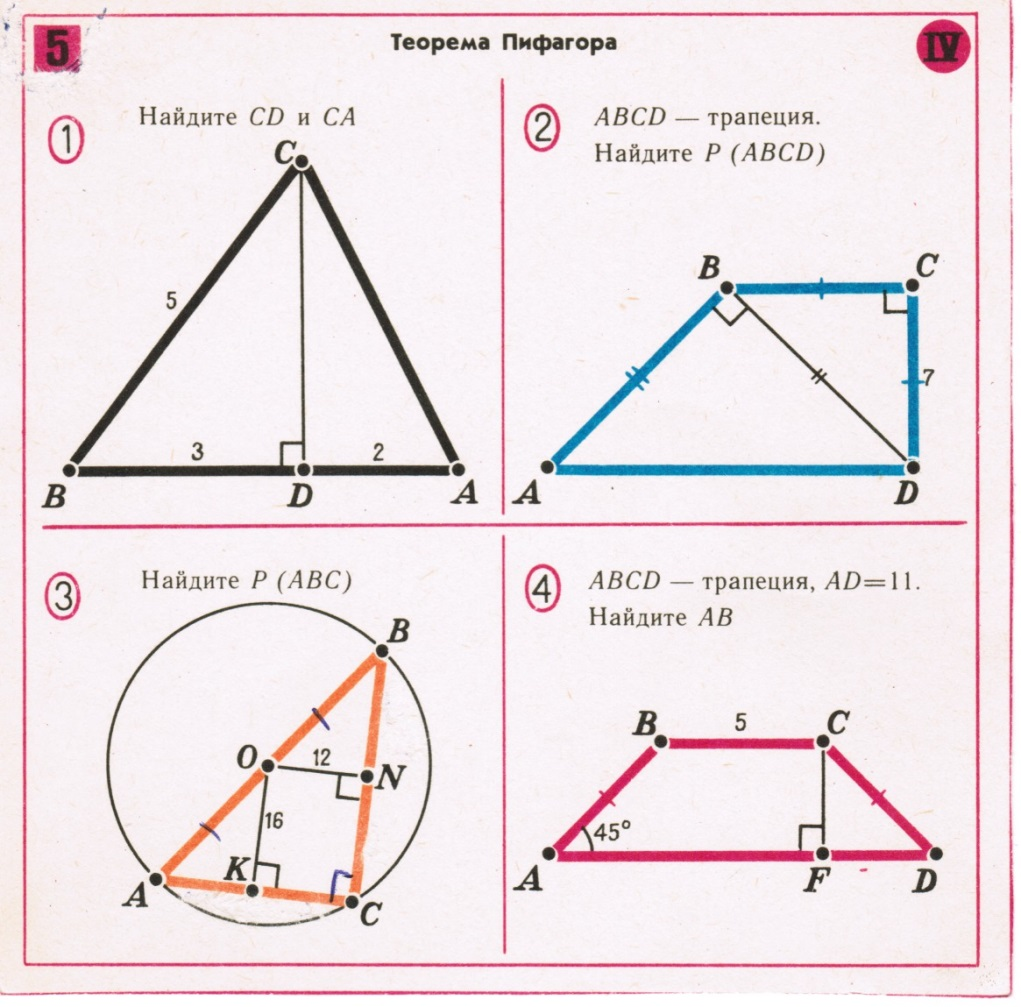 5
Теорема Пифагора
IV
1
Найдите CD и CA
C
5
3
2
B
D
A
2
ABCD — трапеция.
Найдите P (ABCD)
B
C
7
A
D
3
Найдите P (ABC)
B
O
12
N
16
K
A
C
4
ABCD — трапеция, AD=11.
Найдите AB
B
5
C
45°
A
F
D